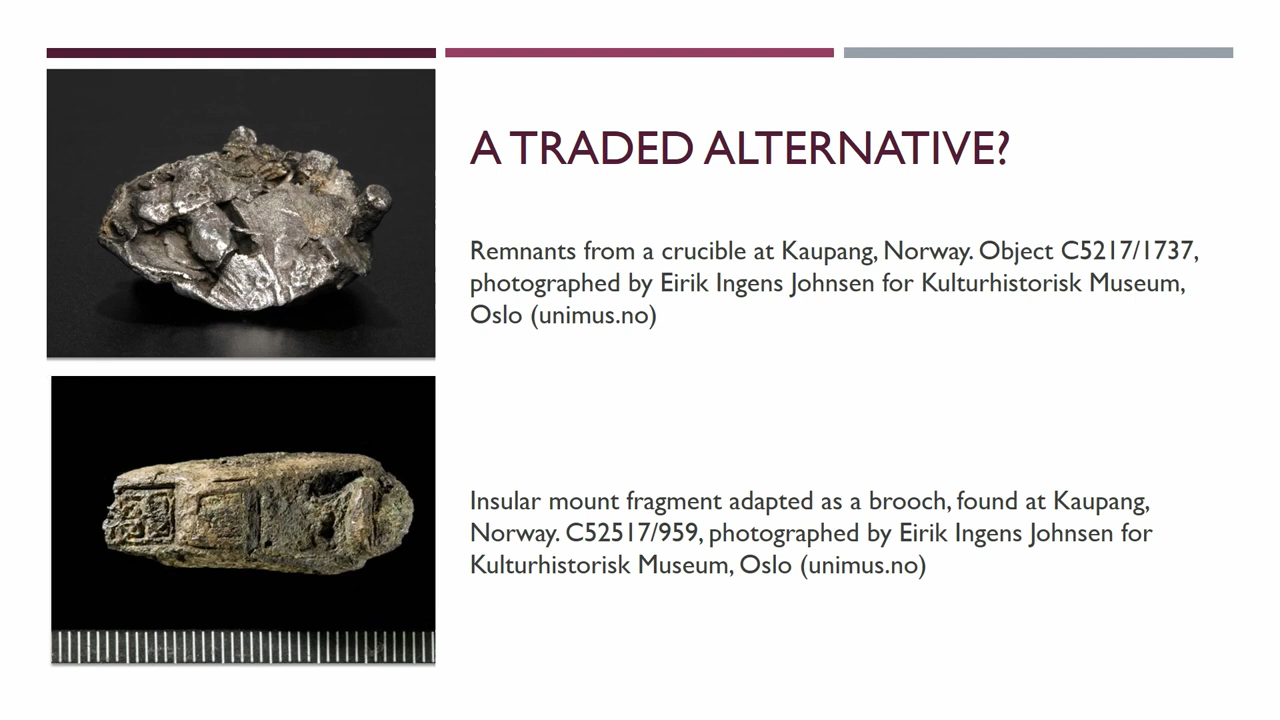 A TRADED ALTERNATIVE?
Remnants from a crucible at Kaupang, Norway. Object C5217/1737,
photographed by Eirik Ingens Johnsen for Kulturhistorisk Museum,
Oslo (unimus.no)
Insular mount fragment adapted as a brooch, found at Kaupang,
Norway. C52517/959, photographed by Eirik Ingens Johnsen for
Kulturhistorisk Museum, Oslo (unimus.no)